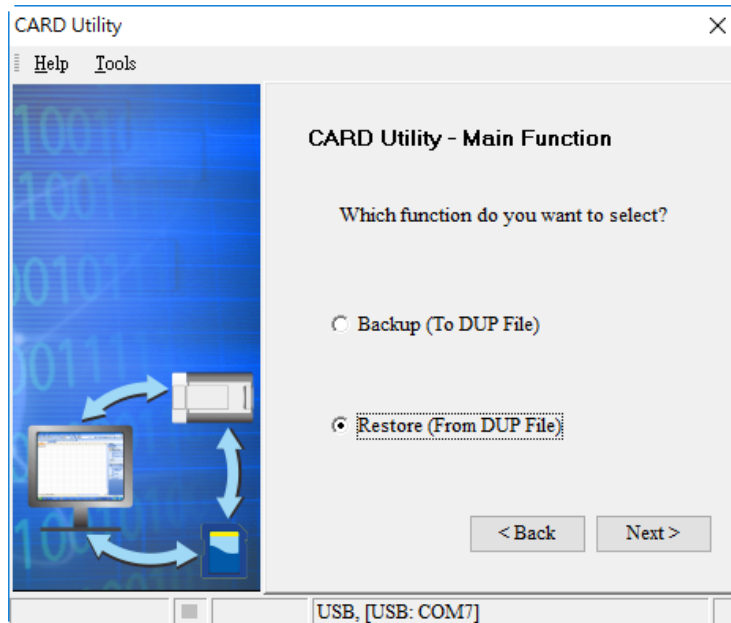 CARD Utility
Help Tools
CARD Utility - Main Function
Which function do you want to select?
Backup (To DUP File)
Restore (From DUP File)
< Back Next >
USB, [USB: COM7]